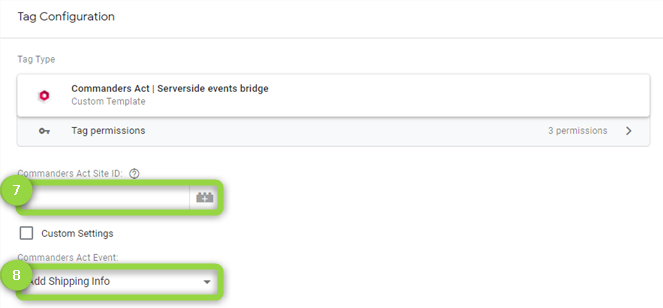 Tag Configuration
Tag Type
Commanders Act | Serverside events bridge
Custom Template
Tag permissions
3 permissions
Commanders Act Site ID:
7
Custom Settings
Commanders Act Event:
8
Add Shipping Info